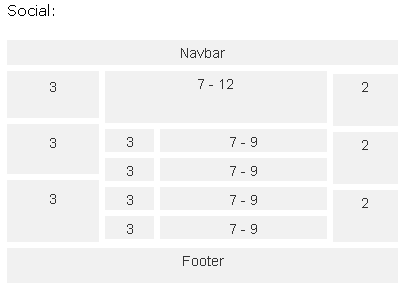 Social:
Navbar
3 7 - 12 2
3 3 7 - 9 2
3 7 - 9
3 3 7 - 9 2
3 7 - 9
Footer